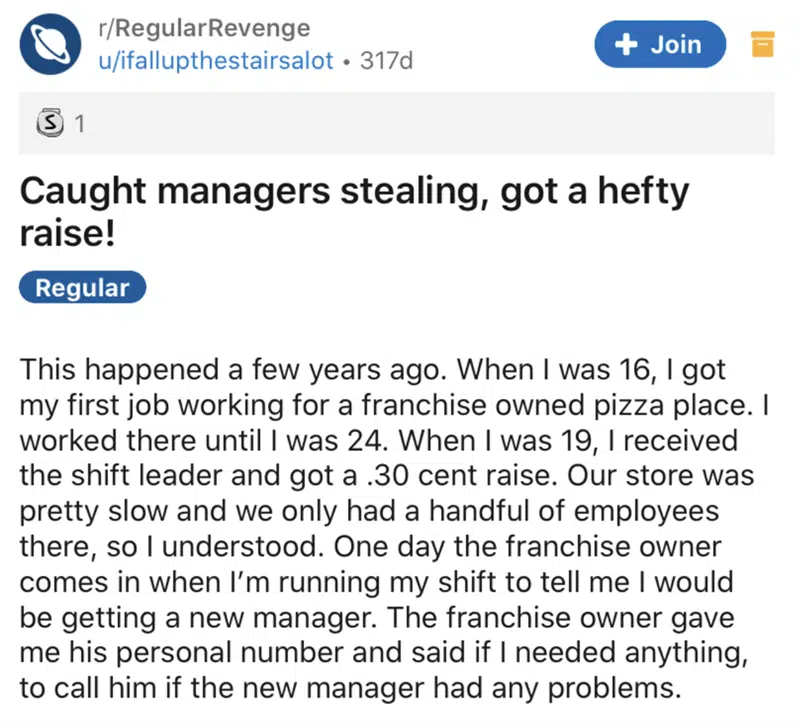 r/RegularRevenge
u/ifallupthestairsalot • 317d
+ Join
S 1
Caught managers stealing, got a hefty
raise!
Regular
This happened a few years ago. When I was 16, I got
my first job working for a franchise owned pizza place. I
worked there until I was 24. When I was 19, I received
the shift leader and got a .30 cent raise. Our store was
pretty slow and we only had a handful of employees
there, so I understood. One day the franchise owner
comes in when I’m running my shift to tell me I would
be getting a new manager. The franchise owner gave
me his personal number and said if I needed anything,
to call him if the new manager had any problems.